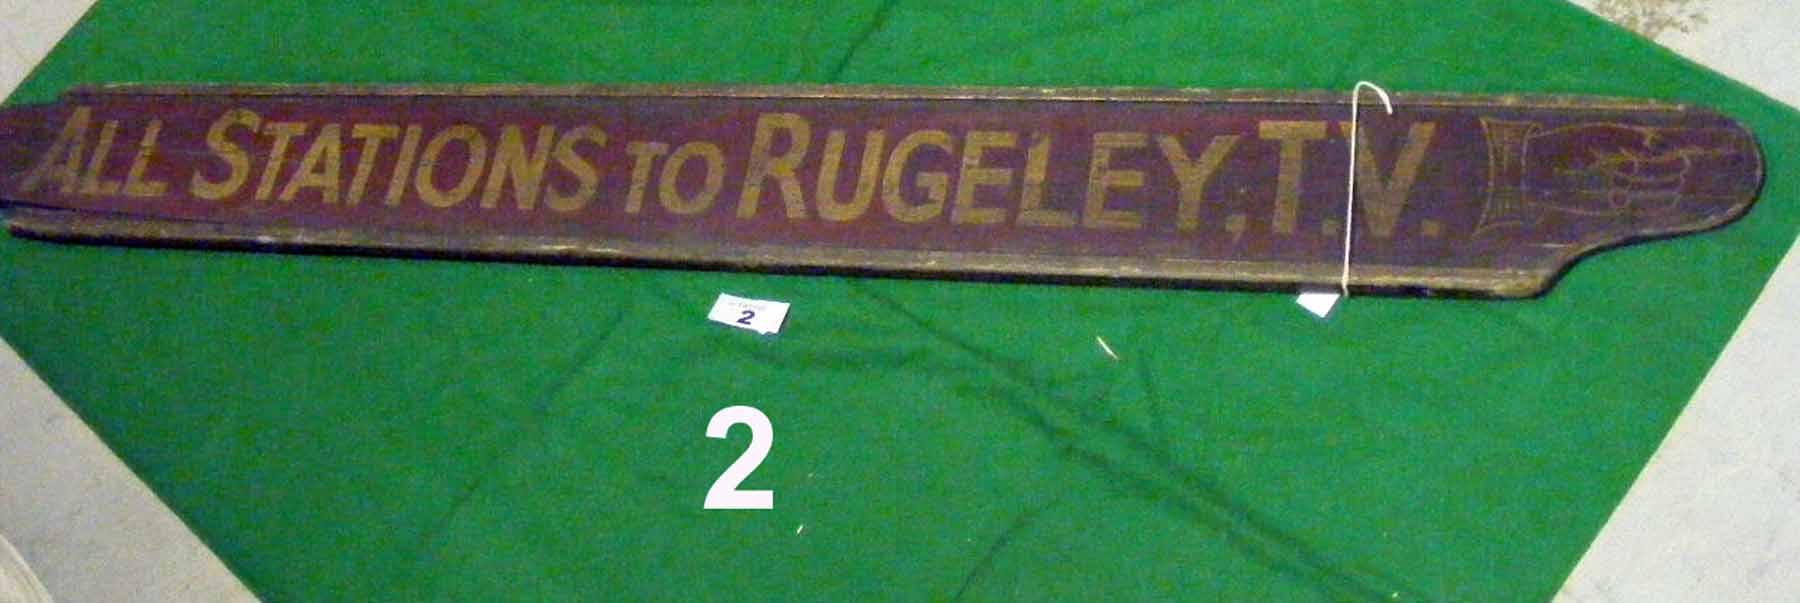 ALL STATIONS TO RUGELEY, T.V.
2
2